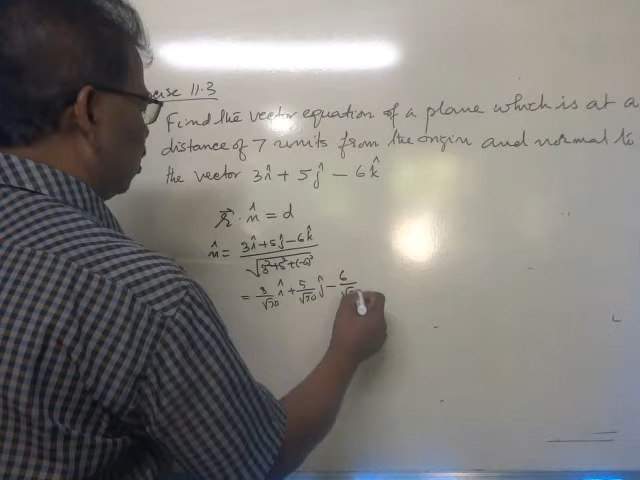 ercise 11.3
Find the vector equation of a plane which is at a
distance of 7 units from the origin and normal to
the vector 3î + 5ĵ − 6k̂
r⃗ · n̂ = d
n̂ = (3î + 5ĵ − 6k̂) / √(3² + 5² + (−6)²)
= 3/√70 î + 5/√70 ĵ − 6/√7